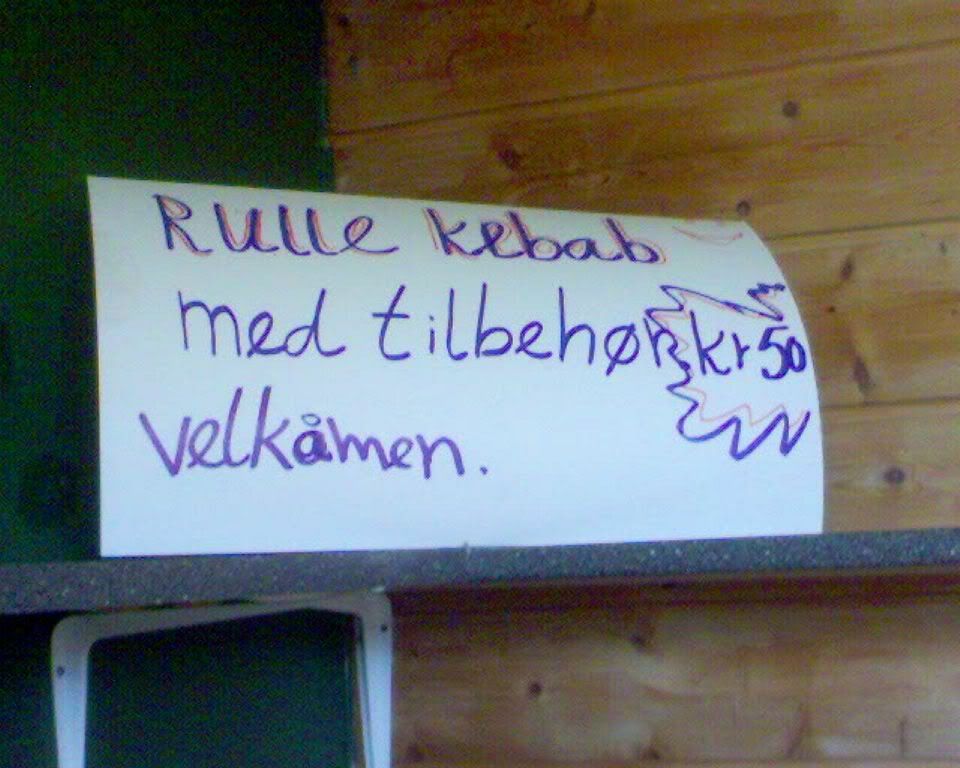 Rulle kebab
med tilbehør kr 50
velkåmen.